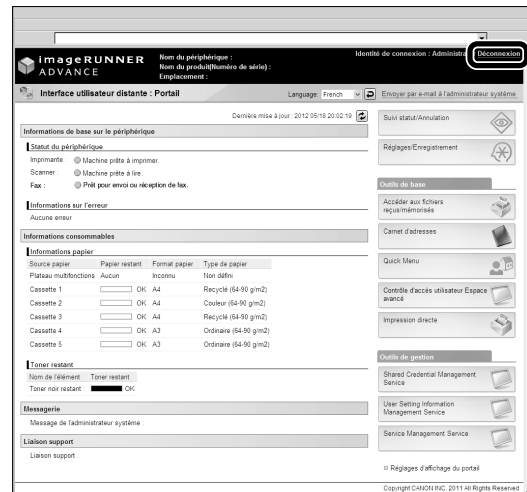 imageRUNNER ADVANCE
Nom du périphérique :
Nom du produit(Numéro de série) :
Emplacement :
Identité de connexion : Administra
Déconnexion
Interface utilisateur distante : Portail
Language: French
Envoyer par e-mail à l'administrateur système
Dernière mise à jour : 2012 05/18 20:02:19
Informations de base sur le périphérique
Statut du périphérique
Imprimante : Machine prête à imprimer.
Scanner : Machine prête à lire.
Fax : Prêt pour envoi ou réception de fax.
Informations sur l'erreur
Aucune erreur
Informations consommables
Informations papier
Source papier Papier restant Format papier Type de papier
Plateau multifonctions Aucun Inconnu Non défini
Cassette 1 OK A4 Recyclé (64-90 g/m2)
Cassette 2 OK A4 Couleur (64-90 g/m2)
Cassette 3 OK A4 Recyclé (64-90 g/m2)
Cassette 4 OK A3 Ordinaire (64-90 g/m2)
Cassette 5 OK A3 Ordinaire (64-90 g/m2)
Toner restant
Nom de l'élément Toner restant
Toner noir restant : OK
Messagerie
Message de l'administrateur système :
Liaison support
Liaison support :
Suivi statut/Annulation
Réglages/Enregistrement
Outils de base
Accéder aux fichiers
reçus/mémorisés
Carnet d'adresses
Quick Menu
Contrôle d'accès utilisateur Espace
avancé
Impression directe
Outils de gestion
Shared Credential Management
Service
User Setting Information
Management Service
Service Management Service
Réglages d'affichage du portail
Copyright CANON INC. 2011 All Rights Reserved